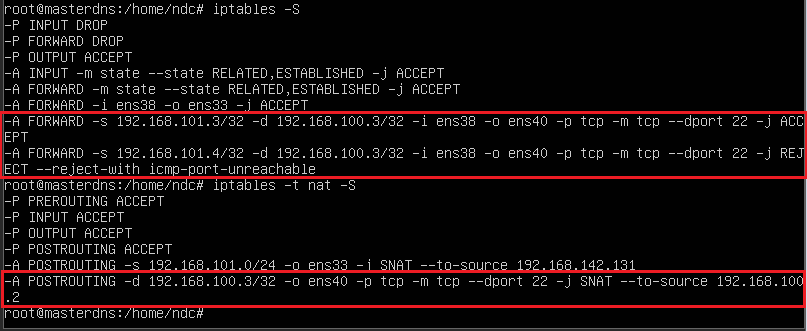 root@masterdns:/home/ndc# iptables -S
-P INPUT DROP
-P FORWARD DROP
-P OUTPUT ACCEPT
-A INPUT -m state --state RELATED,ESTABLISHED -j ACCEPT
-A FORWARD -m state --state RELATED,ESTABLISHED -j ACCEPT
-A FORWARD -i ens38 -o ens33 -j ACCEPT
-A FORWARD -s 192.168.101.3/32 -d 192.168.100.3/32 -i ens38 -o ens40 -p tcp -m tcp --dport 22 -j ACC
EPT
-A FORWARD -s 192.168.101.4/32 -d 192.168.100.3/32 -i ens38 -o ens40 -p tcp -m tcp --dport 22 -j REJ
ECT --reject-with icmp-port-unreachable
root@masterdns:/home/ndc# iptables -t nat -S
-P PREROUTING ACCEPT
-P INPUT ACCEPT
-P OUTPUT ACCEPT
-P POSTROUTING ACCEPT
-A POSTROUTING -s 192.168.101.0/24 -o ens33 -j SNAT --to-source 192.168.142.131
-A POSTROUTING -d 192.168.100.3/32 -o ens40 -p tcp -m tcp --dport 22 -j SNAT --to-source 192.168.100
.2
root@masterdns:/home/ndc#